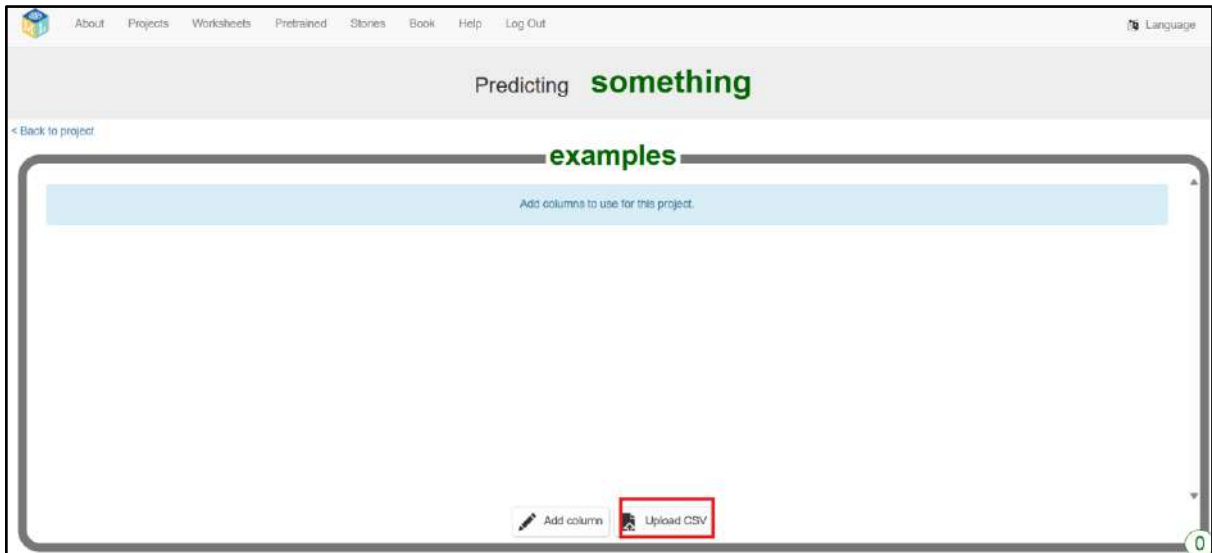 About Projects Worksheets Pretrained Stories Book Help Log Out Language
Predicting something
< Back to project
examples
Add columns to use for this project.
Add column Upload CSV
0